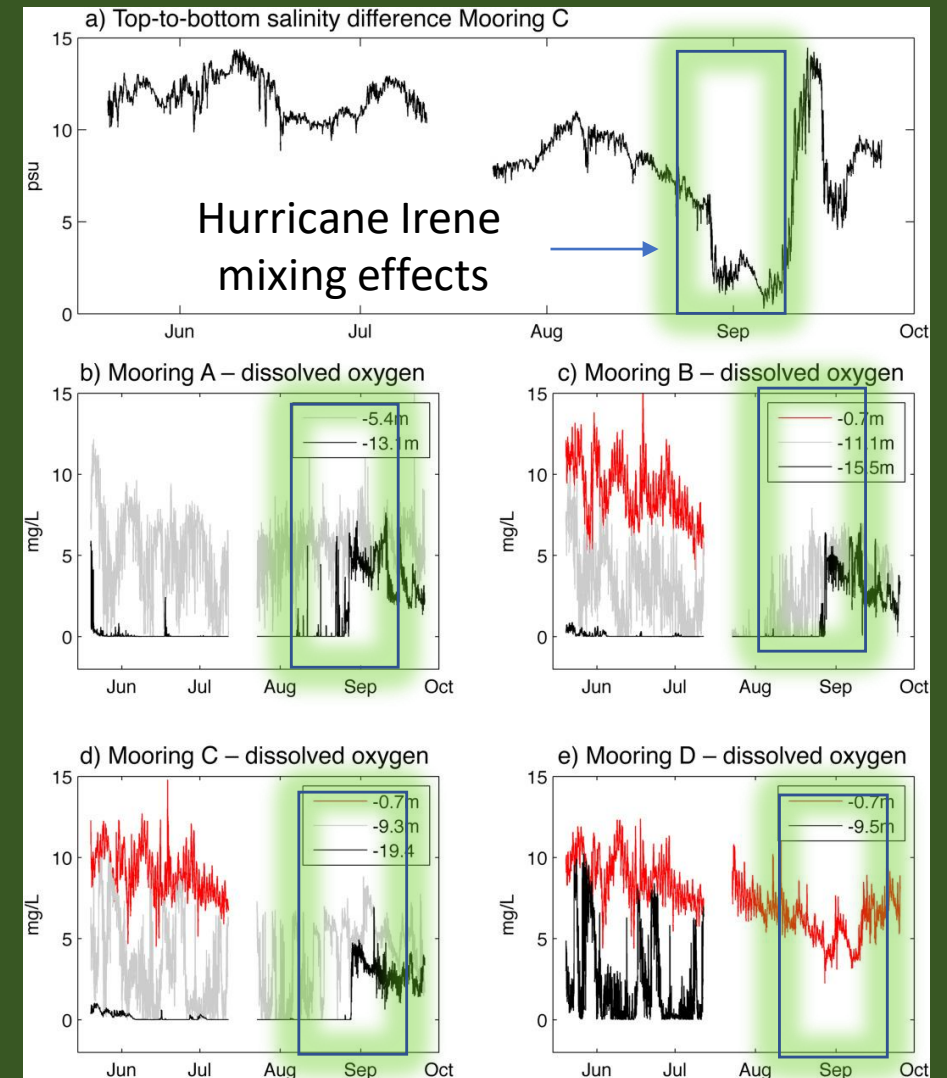 a) Top-to-bottom salinity difference Mooring C
15
10
5
0
psu
Hurricane Irene
mixing effects
Jun Jul Aug Sep Oct
b) Mooring A – dissolved oxygen
15
10
5
0
mg/L
-5.4m
-13.1m
Jun Jul Aug Sep Oct
c) Mooring B – dissolved oxygen
15
10
5
0
mg/L
-0.7m
-11.1m
-15.5m
Jun Jul Aug Sep Oct
d) Mooring C – dissolved oxygen
15
10
5
0
mg/L
-0.7m
-9.3m
-19.4
Jun Jul Aug Sep Oct
e) Mooring D – dissolved oxygen
15
10
5
0
mg/L
-0.7m
-9.5m
Jun Jul Aug Sep Oct